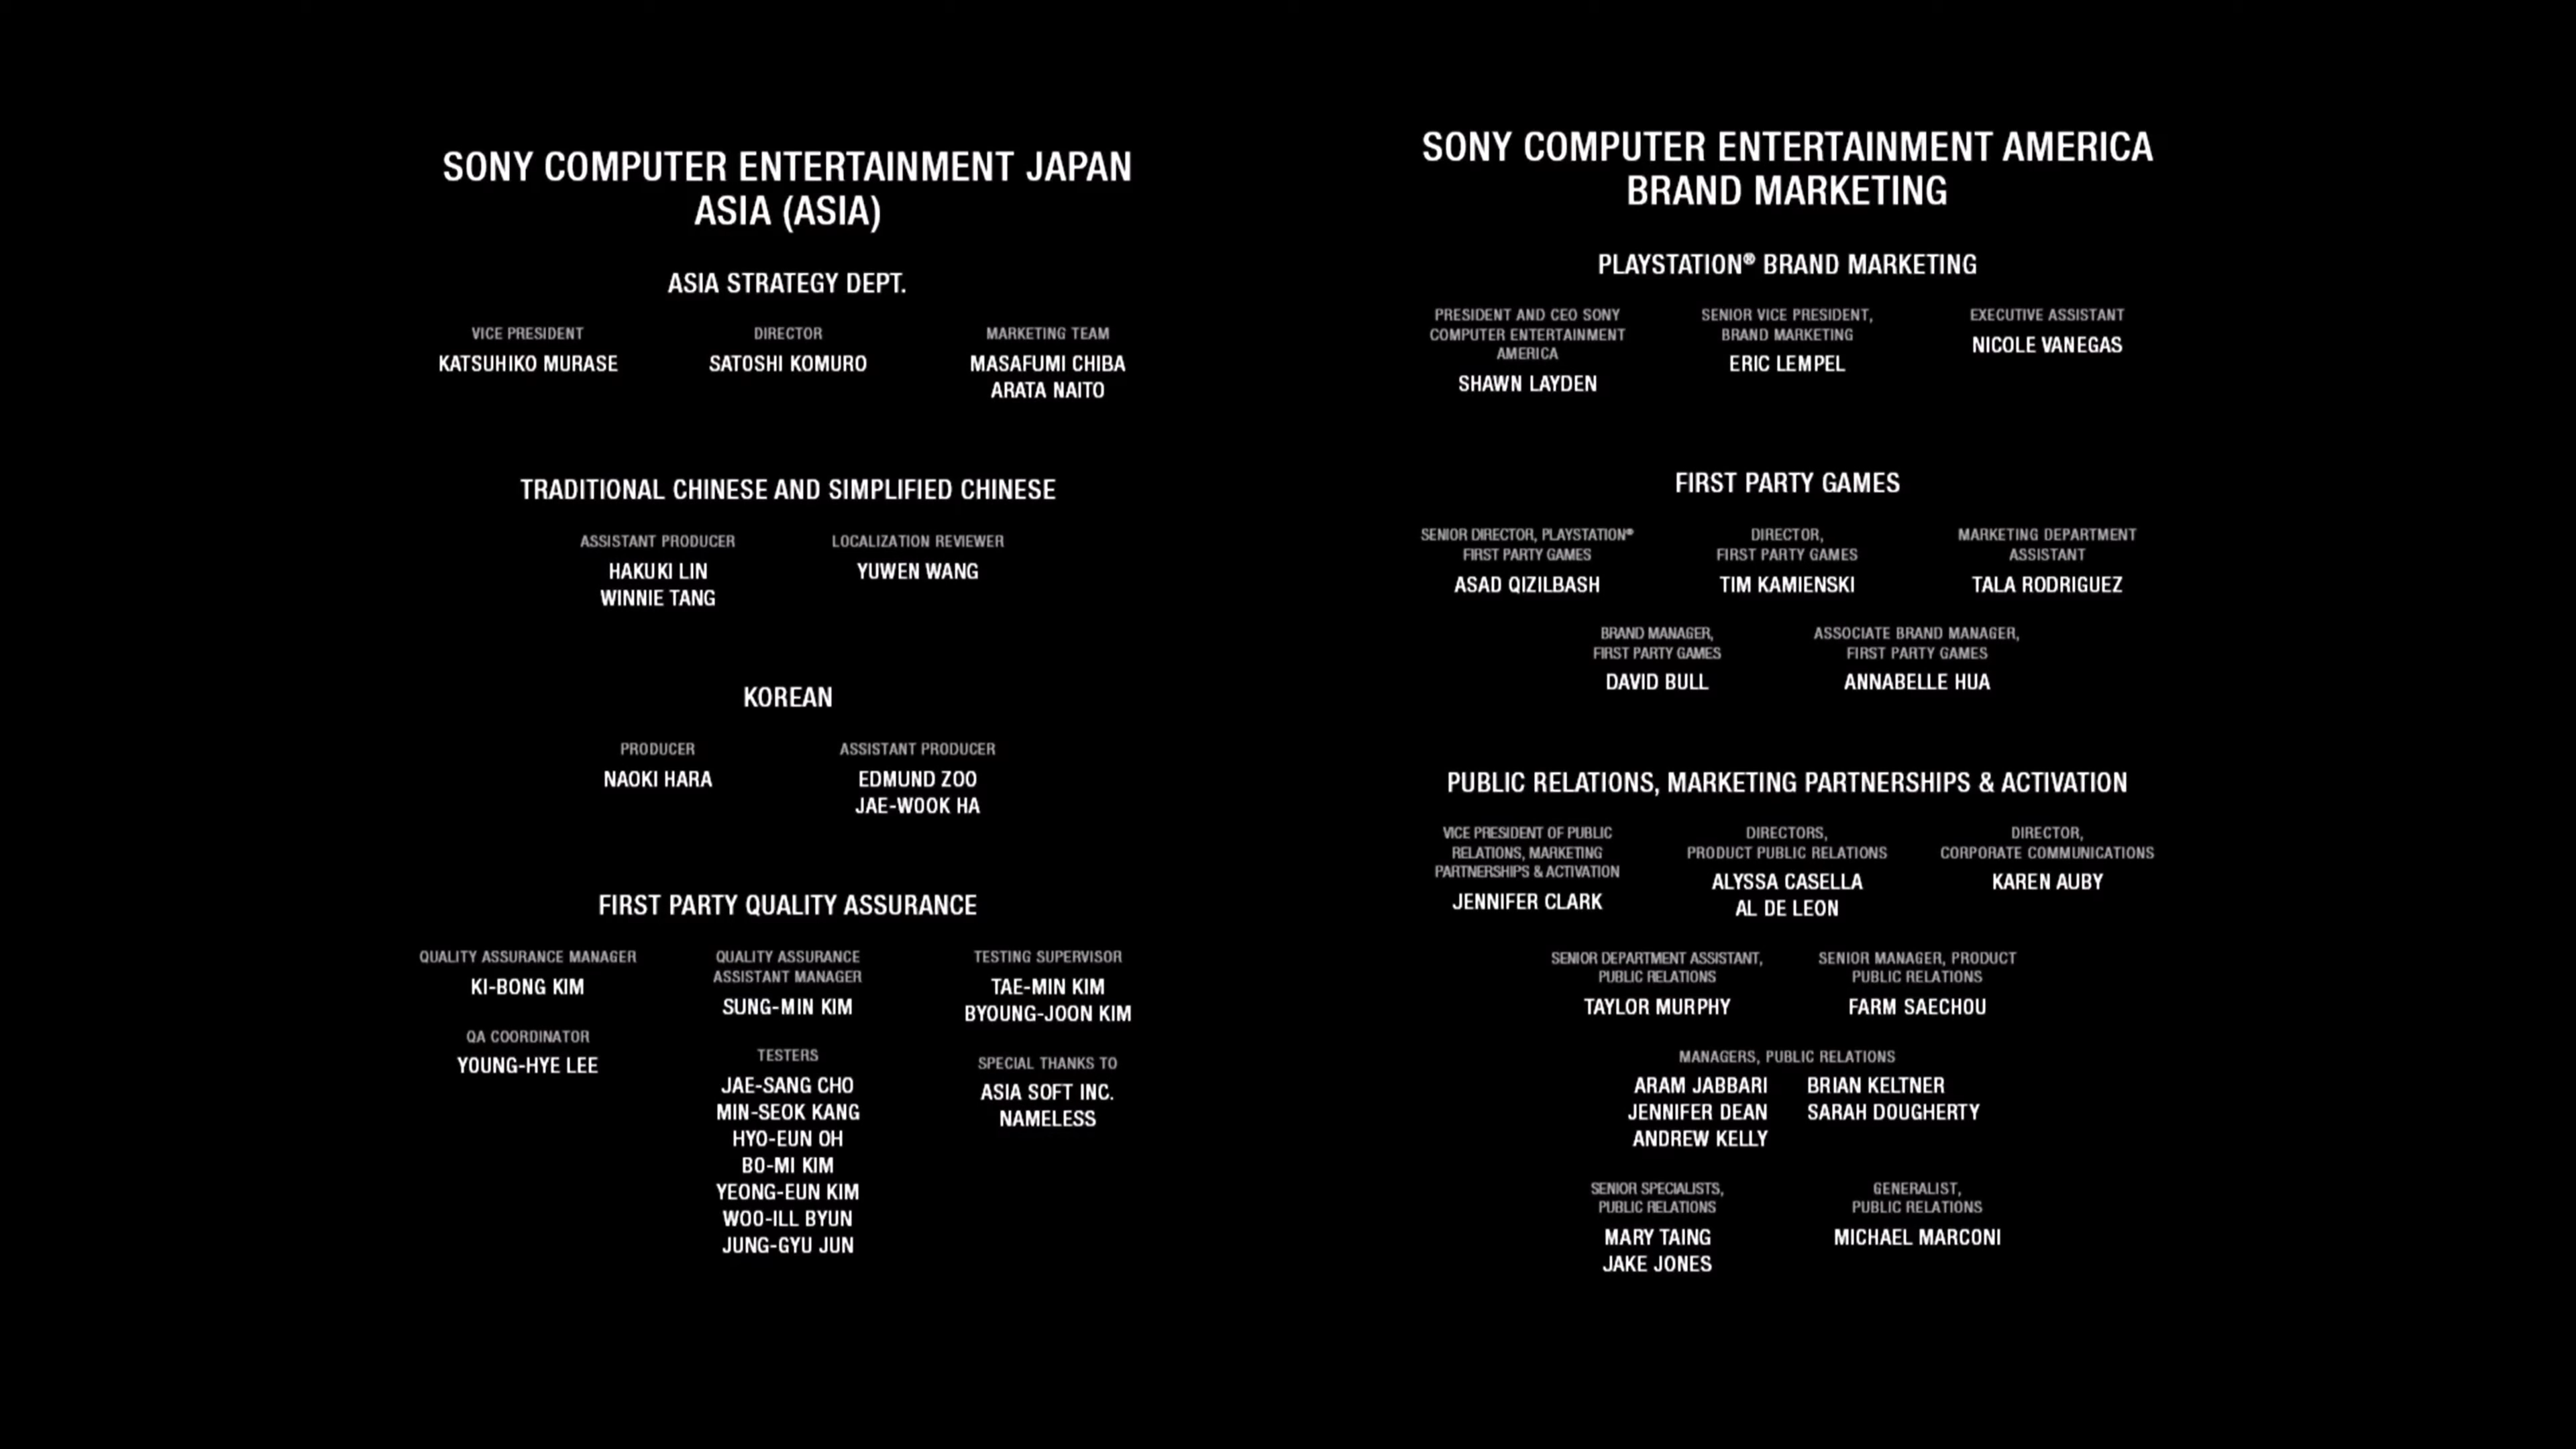 SONY COMPUTER ENTERTAINMENT JAPAN
ASIA (ASIA)
ASIA STRATEGY DEPT.
VICE PRESIDENT
KATSUHIKO MURASE
DIRECTOR
SATOSHI KOMURO
MARKETING TEAM
MASAFUMI CHIBA
ARATA NAITO
TRADITIONAL CHINESE AND SIMPLIFIED CHINESE
ASSISTANT PRODUCER
HAKUKI LIN
WINNIE TANG
LOCALIZATION REVIEWER
YUWEN WANG
KOREAN
PRODUCER
NAOKI HARA
ASSISTANT PRODUCER
EDMUND ZOO
JAE-WOOK HA
FIRST PARTY QUALITY ASSURANCE
QUALITY ASSURANCE MANAGER
KI-BONG KIM
QA COORDINATOR
YOUNG-HYE LEE
QUALITY ASSURANCE
ASSISTANT MANAGER
SUNG-MIN KIM
TESTERS
JAE-SANG CHO
MIN-SEOK KANG
HYO-EUN OH
BO-MI KIM
YEONG-EUN KIM
WOO-ILL BYUN
JUNG-GYU JUN
TESTING SUPERVISOR
TAE-MIN KIM
BYOUNG-JOON KIM
SPECIAL THANKS TO
ASIA SOFT INC.
NAMELESS
SONY COMPUTER ENTERTAINMENT AMERICA
BRAND MARKETING
PLAYSTATION® BRAND MARKETING
PRESIDENT AND CEO SONY
COMPUTER ENTERTAINMENT
AMERICA
SHAWN LAYDEN
SENIOR VICE PRESIDENT,
BRAND MARKETING
ERIC LEMPEL
EXECUTIVE ASSISTANT
NICOLE VANEGAS
FIRST PARTY GAMES
SENIOR DIRECTOR, PLAYSTATION®
FIRST PARTY GAMES
ASAD QIZILBASH
DIRECTOR,
FIRST PARTY GAMES
TIM KAMIENSKI
MARKETING DEPARTMENT
ASSISTANT
TALA RODRIGUEZ
BRAND MANAGER,
FIRST PARTY GAMES
DAVID BULL
ASSOCIATE BRAND MANAGER,
FIRST PARTY GAMES
ANNABELLE HUA
PUBLIC RELATIONS, MARKETING PARTNERSHIPS & ACTIVATION
VICE PRESIDENT OF PUBLIC
RELATIONS, MARKETING
PARTNERSHIPS & ACTIVATION
JENNIFER CLARK
DIRECTORS,
PRODUCT PUBLIC RELATIONS
ALYSSA CASELLA
AL DE LEON
DIRECTOR,
CORPORATE COMMUNICATIONS
KAREN AUBY
SENIOR DEPARTMENT ASSISTANT,
PUBLIC RELATIONS
TAYLOR MURPHY
SENIOR MANAGER, PRODUCT
PUBLIC RELATIONS
FARM SAECHOU
MANAGERS, PUBLIC RELATIONS
ARAM JABBARI
JENNIFER DEAN
ANDREW KELLY
BRIAN KELTNER
SARAH DOUGHERTY
SENIOR SPECIALISTS,
PUBLIC RELATIONS
MARY TAING
JAKE JONES
GENERALIST,
PUBLIC RELATIONS
MICHAEL MARCONI